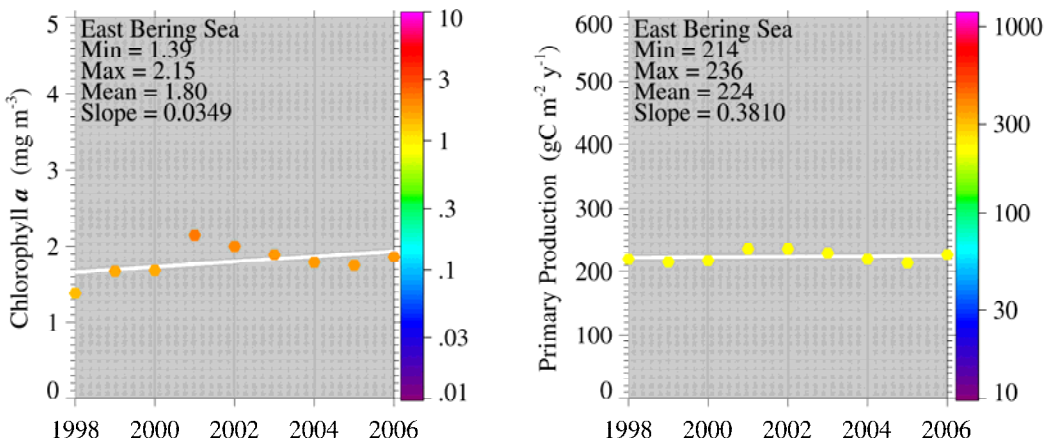 East Bering Sea
Min = 1.39
Max = 2.15
Mean = 1.80
Slope = 0.0349
Chlorophyll a (mg m-3)
5
4
3
2
1
0
1998 2000 2002 2004 2006
10
3
1
.3
.1
.03
.01
East Bering Sea
Min = 214
Max = 236
Mean = 224
Slope = 0.3810
Primary Production (gC m-2 y-1)
600
500
400
300
200
100
0
1998 2000 2002 2004 2006
1000
300
100
30
10